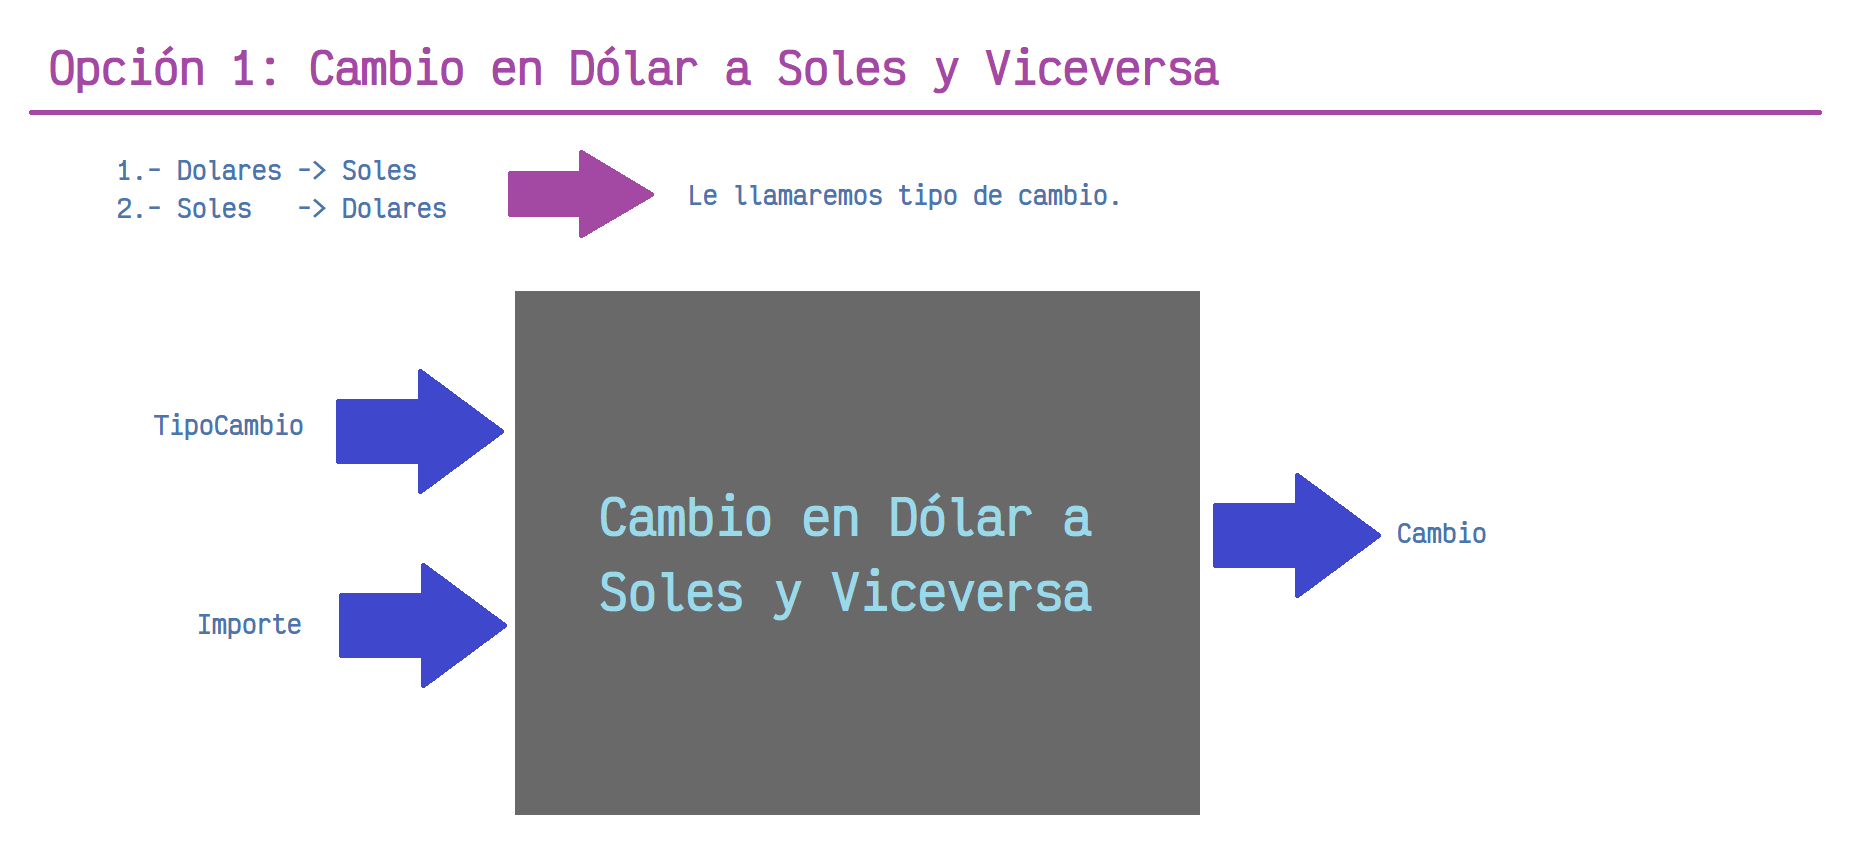 Opción 1: Cambio en Dólar a Soles y Viceversa
1.- Dolares -> Soles
2.- Soles   -> Dolares
Le llamaremos tipo de cambio.
TipoCambio
Importe
Cambio en Dólar a
Soles y Viceversa
Cambio